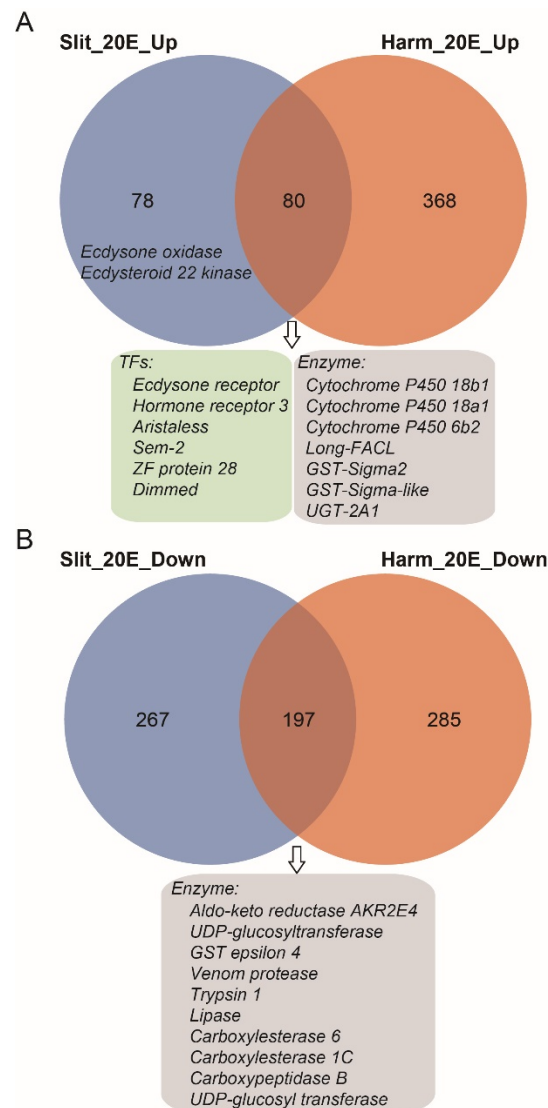 A
Slit_20E_Up Harm_20E_Up
78 80 368
Ecdysone oxidase
Ecdysteroid 22 kinase
TFs:
Ecdysone receptor
Hormone receptor 3
Aristaless
Sem-2
ZF protein 28
Dimmed
Enzyme:
Cytochrome P450 18b1
Cytochrome P450 18a1
Cytochrome P450 6b2
Long-FACL
GST-Sigma2
GST-Sigma-like
UGT-2A1
B
Slit_20E_Down Harm_20E_Down
267 197 285
Enzyme:
Aldo-keto reductase AKR2E4
UDP-glucosyltransferase
GST epsilon 4
Venom protease
Trypsin 1
Lipase
Carboxylesterase 6
Carboxylesterase 1C
Carboxypeptidase B
UDP-glucosyl transferase